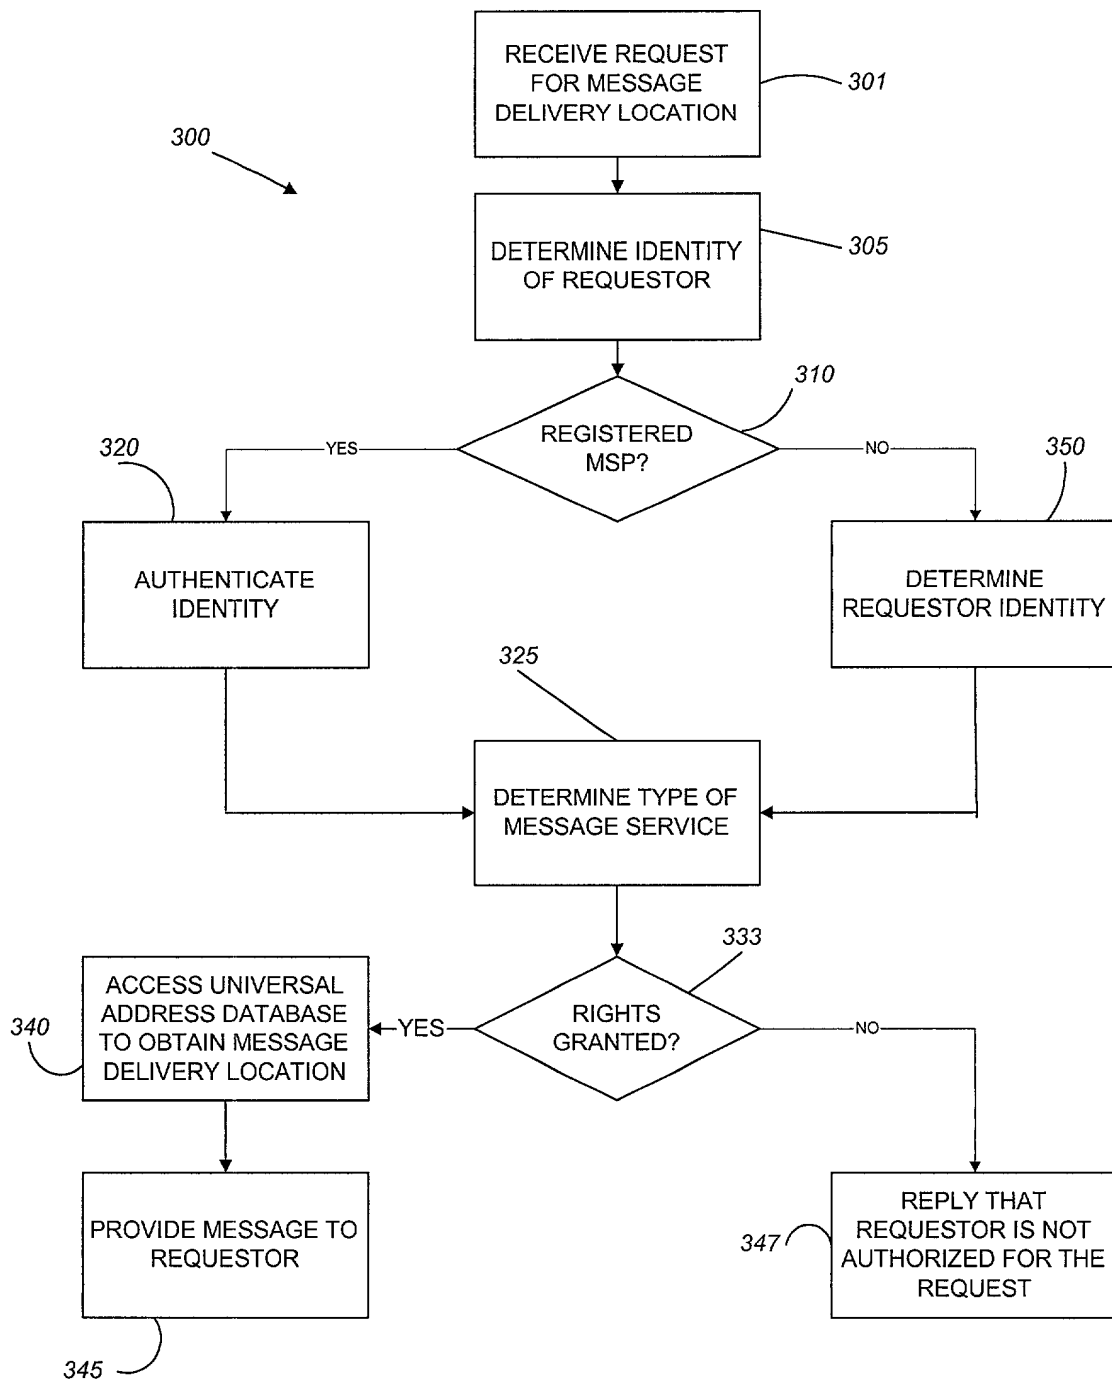 RECEIVE REQUEST
FOR MESSAGE
DELIVERY LOCATION
301
300
DETERMINE IDENTITY
OF REQUESTOR
305
310
REGISTERED
MSP?
YES
NO
320
350
AUTHENTICATE
IDENTITY
DETERMINE
REQUESTOR IDENTITY
325
DETERMINE TYPE OF
MESSAGE SERVICE
333
RIGHTS
GRANTED?
YES
NO
ACCESS UNIVERSAL
ADDRESS DATABASE
TO OBTAIN MESSAGE
DELIVERY LOCATION
340
PROVIDE MESSAGE TO
REQUESTOR
345
REPLY THAT
REQUESTOR IS NOT
AUTHORIZED FOR THE
REQUEST
347